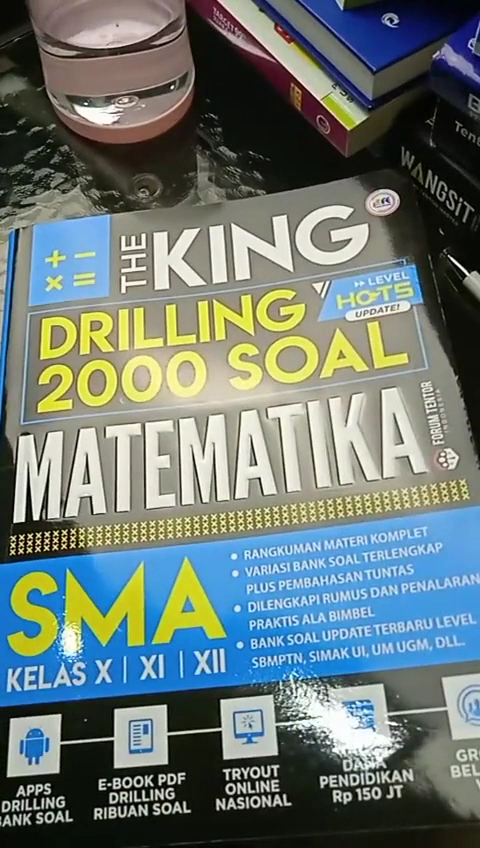 WANGSIT
THE KING
LEVEL
HOTS
UPDATE!
DRILLING
2000 SOAL
MATEMATIKA
FORUM TENTOR
INDONESIA
SMA
KELAS X | XI | XII
• RANGKUMAN MATERI KOMPLET
• VARIASI BANK SOAL TERLENGKAP
PLUS PEMBAHASAN TUNTAS
• DILENGKAPI RUMUS DAN PENALARAN
PRAKTIS ALA BIMBEL
• BANK SOAL UPDATE TERBARU LEVEL
SBMPTN, SIMAK UI, UM UGM, DLL.
APPS
DRILLING
BANK SOAL
E-BOOK PDF
DRILLING
RIBUAN SOAL
TRYOUT
ONLINE
NASIONAL
DANA
PENDIDIKAN
Rp 150 JT